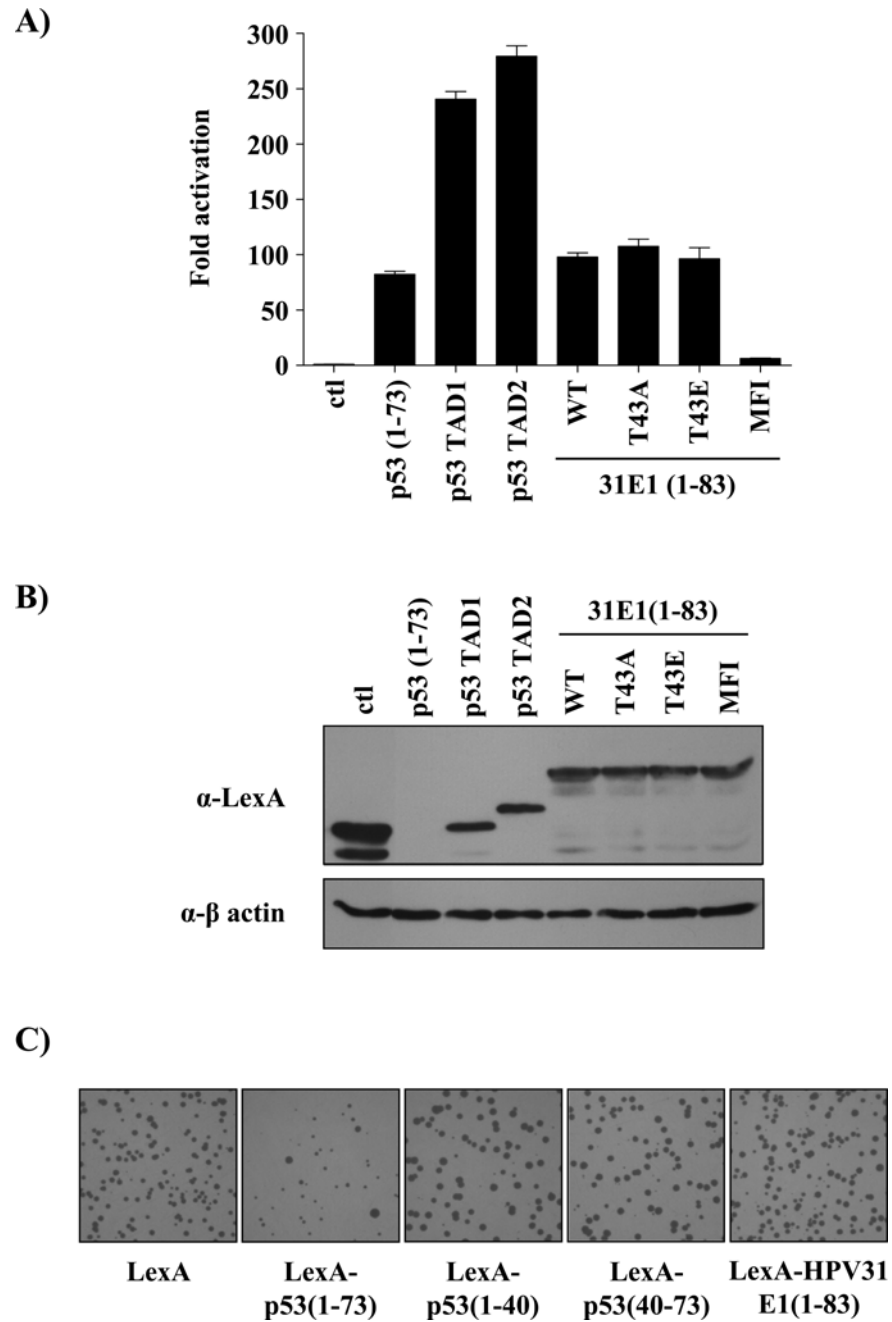 A)
Fold activation
300
250
200
150
100
50
0
ctl
p53 (1-73)
p53 TAD1
p53 TAD2
WT
T43A
T43E
MFI
31E1 (1-83)
B)
ctl
p53 (1-73)
p53 TAD1
p53 TAD2
31E1(1-83)
WT
T43A
T43E
MFI
α-LexA
α-β actin
C)
LexA
LexA-
p53(1-73)
LexA-
p53(1-40)
LexA-
p53(40-73)
LexA-HPV31
E1(1-83)